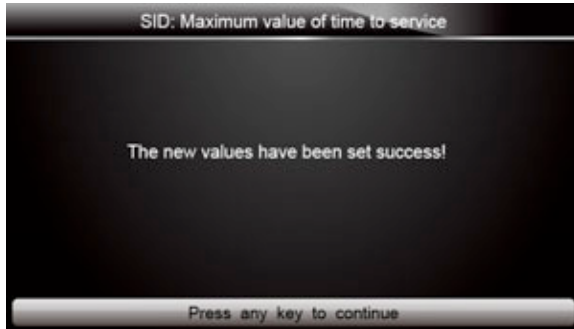 SID: Maximum value of time to service
The new values have been set success!
Press any key to continue